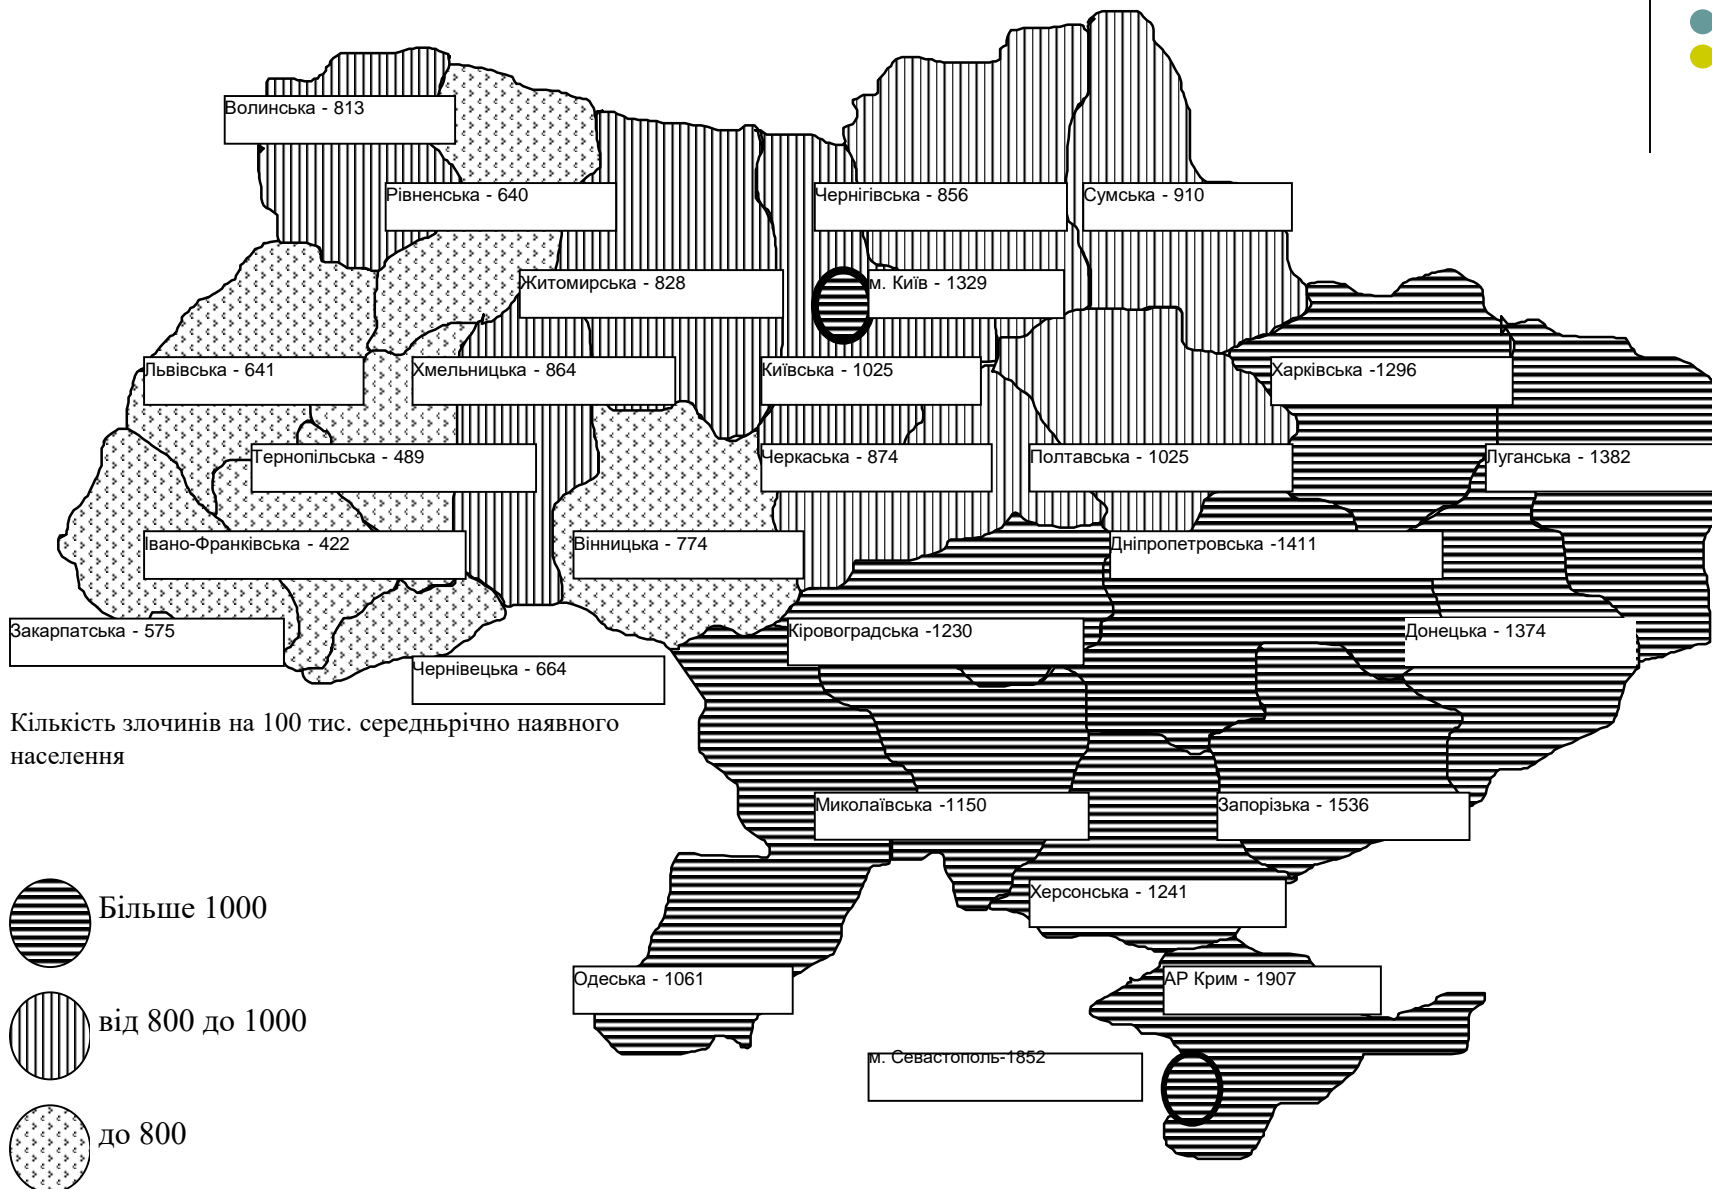 Волинська - 813
Рівненська - 640
Чернігівська - 856
Сумська - 910
Житомирська - 828
м. Київ - 1329
Львівська - 641
Хмельницька - 864
Київська - 1025
Харківська -1296
Тернопільська - 489
Черкаська - 874
Полтавська - 1025
Луганська - 1382
Івано-Франківська - 422
Вінницька - 774
Дніпропетровська -1411
Закарпатська - 575
Кіровоградська -1230
Донецька - 1374
Чернівецька - 664
Кількість злочинів на 100 тис. середньрічно наявного
населення
Миколаївська -1150
Запорізька - 1536
Херсонська - 1241
Більше 1000
Одеська - 1061
АР Крим - 1907
від 800 до 1000
м. Севастополь-1852
до 800